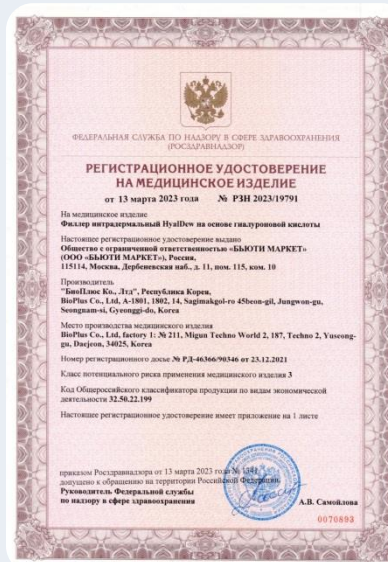 ФЕДЕРАЛЬНАЯ СЛУЖБА ПО НАДЗОРУ В СФЕРЕ ЗДРАВООХРАНЕНИЯ
(РОСЗДРАВНАДЗОР)
РЕГИСТРАЦИОННОЕ УДОСТОВЕРЕНИЕ
НА МЕДИЦИНСКОЕ ИЗДЕЛИЕ
от 13 марта 2023 года № РЗН 2023/19791
На медицинское изделие
Филлер интрадермальный HyalDew на основе гиалуроновой кислоты
Настоящее регистрационное удостоверение выдано
Общество с ограниченной ответственностью «БЬЮТИ МАРКЕТ»
(ООО «БЬЮТИ МАРКЕТ»), Россия,
115114, Москва, Дербеневская наб., д. 11, пом. 115, ком. 10
Производитель
"БиоПлюс Ко., Лтд", Республика Корея,
BioPlus Co., Ltd, A-1801, 1802, 14, Sagimakgol-ro 45beon-gil, Jungwon-gu,
Seongnam-si, Gyeonggi-do, Korea
Место производства медицинского изделия
BioPlus Co., Ltd, factory 1: № 211, Migun Techno World 2, 187, Techno 2, Yuseong-
gu, Daejeon, 34025, Korea
Номер регистрационного досье № РД-46366/90346 от 23.12.2021
Класс потенциального риска применения медицинского изделия 3
Код Общероссийского классификатора продукции по видам экономической
деятельности 32.50.22.199
Настоящее регистрационное удостоверение имеет приложение на 1 листе
приказом Росздравнадзора от 13 марта 2023 года № 1341
допущено к обращению на территории Российской Федерации.
Руководитель Федеральной службы
по надзору в сфере здравоохранения
А.В. Самойлова
0070893